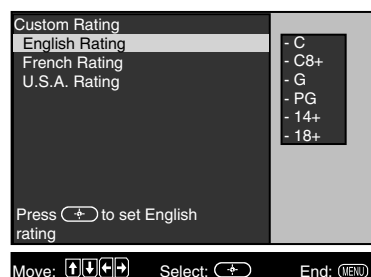 Custom Rating
English Rating
French Rating
U.S.A. Rating
- C
- C8+
- G
- PG
- 14+
- 18+
Press to set English
rating
Move: Select: End: MENU